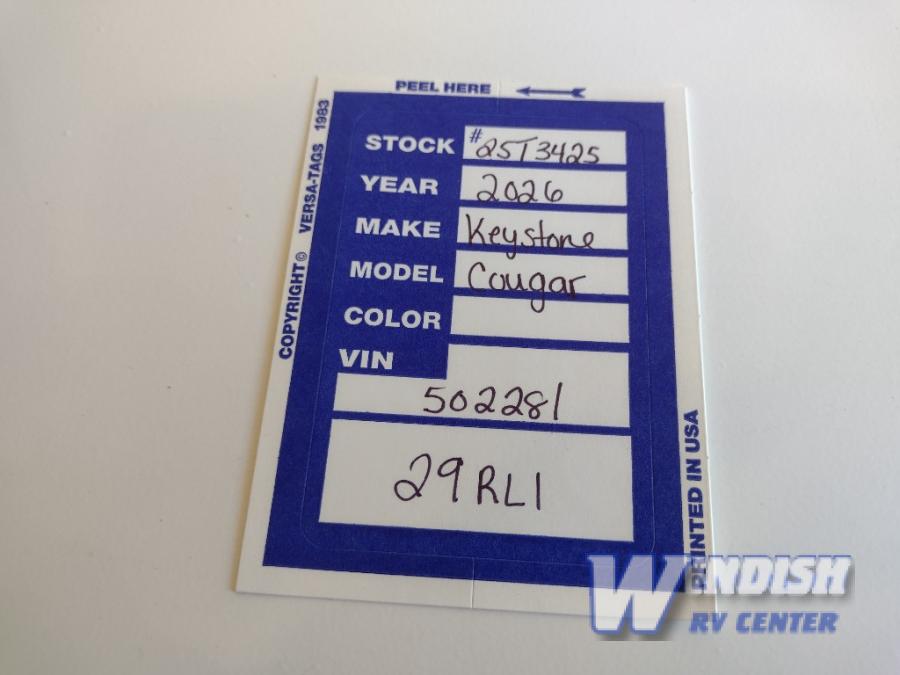 PEEL HERE
COPYRIGHT© VERSA-TAGS 1983
STOCK #25T3425
YEAR 2026
MAKE Keystone
MODEL Cougar
COLOR
VIN
502281
29RLI
PRINTED IN USA
WENDISH
RV CENTER